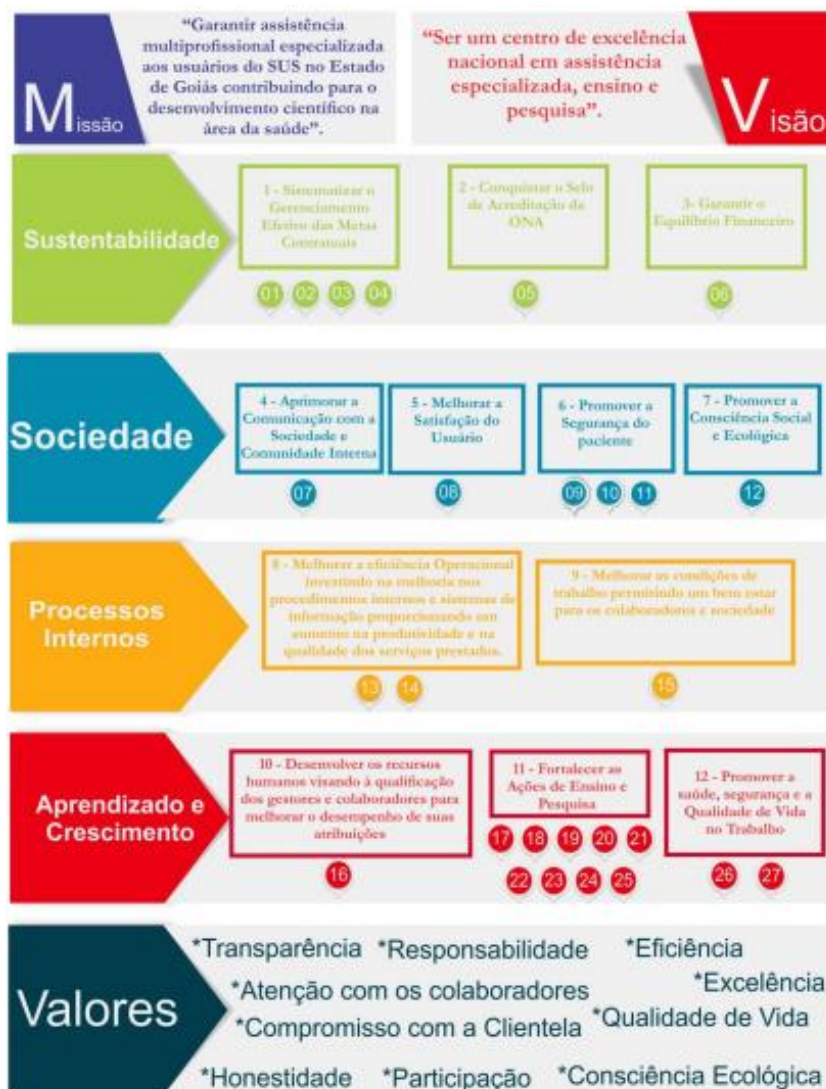 Missão
“Garantir assistência
multiprofissional especializada
aos usuários do SUS no Estado
de Goiás contribuindo para o
desenvolvimento científico na
área da saúde”.
“Ser um centro de excelência
nacional em assistência
especializada, ensino e
pesquisa”.
Visão
Sustentabilidade
1 - Sistematizar o
Gerenciamento
Efetivo das Metas
Contratuais
01 02 03 04
2 - Conquistar o Selo
de Acreditação da
ONA
05
3- Garantir o
Equilíbrio Financeiro
06
Sociedade
4 - Aprimorar a
Comunicação com a
Sociedade e
Comunidade Interna
07
5 - Melhorar a
Satisfação do
Usuário
08
6 - Promover a
Segurança do
paciente
09 10 11
7 - Promover a
Consciência Social
e Ecológica
12
Processos
Internos
8 - Melhorar a eficiência Operacional
investindo na melhoria nos
procedimentos internos e sistemas de
informação proporcionando um
aumento na produtividade e na
qualidade dos serviços prestados.
13 14
9 - Melhorar as condições de
trabalho permitindo um bem estar
para os colaboradores e sociedade
15
Aprendizado e
Crescimento
10 - Desenvolver os recursos
humanos visando à qualificação
dos gestores e colaboradores para
melhorar o desempenho de suas
atribuições
16
11 - Fortalecer as
Ações de Ensino e
Pesquisa
17 18 19 20 21
22 23 24 25
12 - Promover a
saúde, segurança e a
Qualidade de Vida
no Trabalho
26 27
Valores
*Transparência *Responsabilidade *Eficiência
*Atenção com os colaboradores *Excelência
*Compromisso com a Clientela *Qualidade de Vida
*Honestidade *Participação *Consciência Ecológica